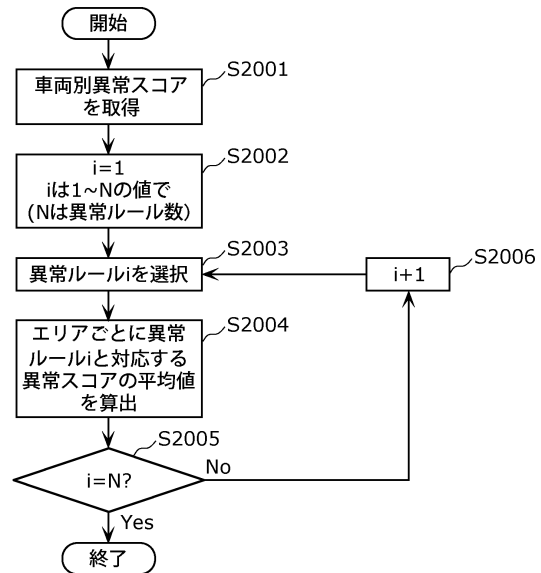 開始
S2001
車両別異常スコア
を取得
S2002
i=1
iは1~Nの値で
(Nは異常ルール数)
S2003
異常ルールiを選択
S2006
i+1
S2004
エリアごとに異常
ルールiと対応する
異常スコアの平均値
を算出
S2005
i=N?
No
Yes
終了